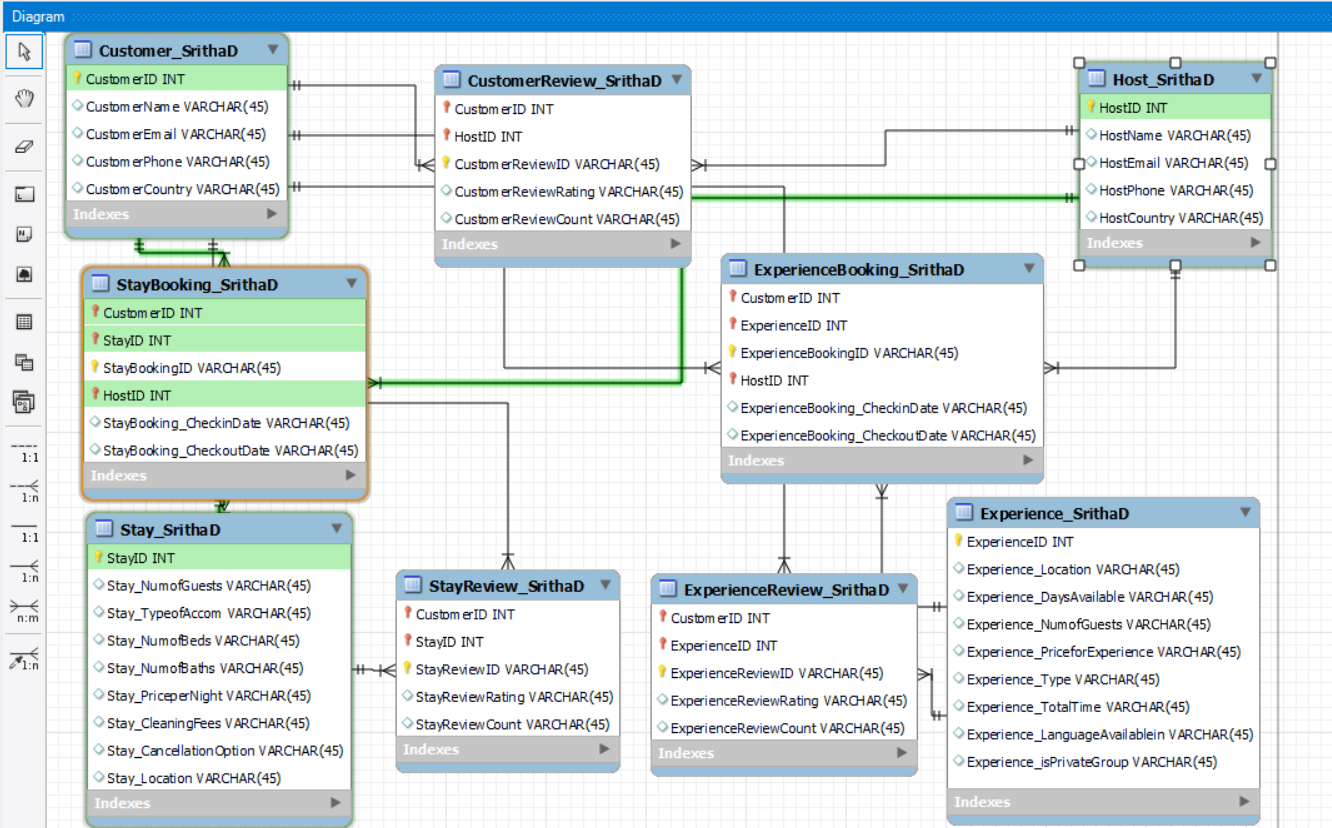 Diagram
Customer_SrithaD
CustomerID INT
CustomerName VARCHAR(45)
CustomerEmail VARCHAR(45)
CustomerPhone VARCHAR(45)
CustomerCountry VARCHAR(45)
Indexes
CustomerReview_SrithaD
CustomerID INT
HostID INT
CustomerReviewID VARCHAR(45)
CustomerReviewRating VARCHAR(45)
CustomerReviewCount VARCHAR(45)
Indexes
Host_SrithaD
HostID INT
HostName VARCHAR(45)
HostEmail VARCHAR(45)
HostPhone VARCHAR(45)
HostCountry VARCHAR(45)
Indexes
StayBooking_SrithaD
CustomerID INT
StayID INT
StayBookingID VARCHAR(45)
HostID INT
StayBooking_CheckinDate VARCHAR(45)
StayBooking_CheckoutDate VARCHAR(45)
Indexes
ExperienceBooking_SrithaD
CustomerID INT
ExperienceID INT
ExperienceBookingID VARCHAR(45)
HostID INT
ExperienceBooking_CheckinDate VARCHAR(45)
ExperienceBooking_CheckoutDate VARCHAR(45)
Indexes
Stay_SrithaD
StayID INT
Stay_NumofGuests VARCHAR(45)
Stay_TypeofAccom VARCHAR(45)
Stay_NumofBeds VARCHAR(45)
Stay_NumofBaths VARCHAR(45)
Stay_PriceperNight VARCHAR(45)
Stay_CleaningFees VARCHAR(45)
Stay_CancellationOption VARCHAR(45)
Stay_Location VARCHAR(45)
Indexes
StayReview_SrithaD
CustomerID INT
StayID INT
StayReviewID VARCHAR(45)
StayReviewRating VARCHAR(45)
StayReviewCount VARCHAR(45)
Indexes
ExperienceReview_SrithaD
CustomerID INT
ExperienceID INT
ExperienceReviewID VARCHAR(45)
ExperienceReviewRating VARCHAR(45)
ExperienceReviewCount VARCHAR(45)
Indexes
Experience_SrithaD
ExperienceID INT
Experience_Location VARCHAR(45)
Experience_DaysAvailable VARCHAR(45)
Experience_NumofGuests VARCHAR(45)
Experience_PriceforExperience VARCHAR(45)
Experience_Type VARCHAR(45)
Experience_TotalTime VARCHAR(45)
Experience_LanguageAvailablein VARCHAR(45)
Experience_isPrivateGroup VARCHAR(45)
Indexes
1:1
1:n
1:1
1:n
n:m
1:n